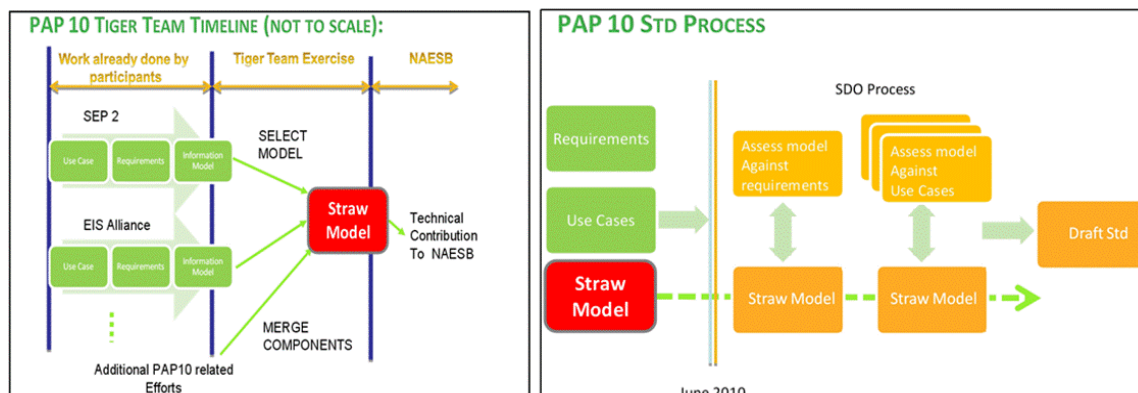 PAP 10 TIGER TEAM TIMELINE (NOT TO SCALE):
Work already done by
participants
Tiger Team Exercise
NAESB
SEP 2
Use Case
Requirements
Information
Model
SELECT
MODEL
EIS Alliance
Use Case
Requirements
Information
Model
Straw
Model
Technical
Contribution
To NAESB
MERGE
COMPONENTS
Additional PAP10 related
Efforts
PAP 10 STD PROCESS
SDO Process
Requirements
Use Cases
Straw
Model
Assess model
Against
requirements
Assess model
Against
Use Cases
Straw Model
Straw Model
Draft Std
June 2010